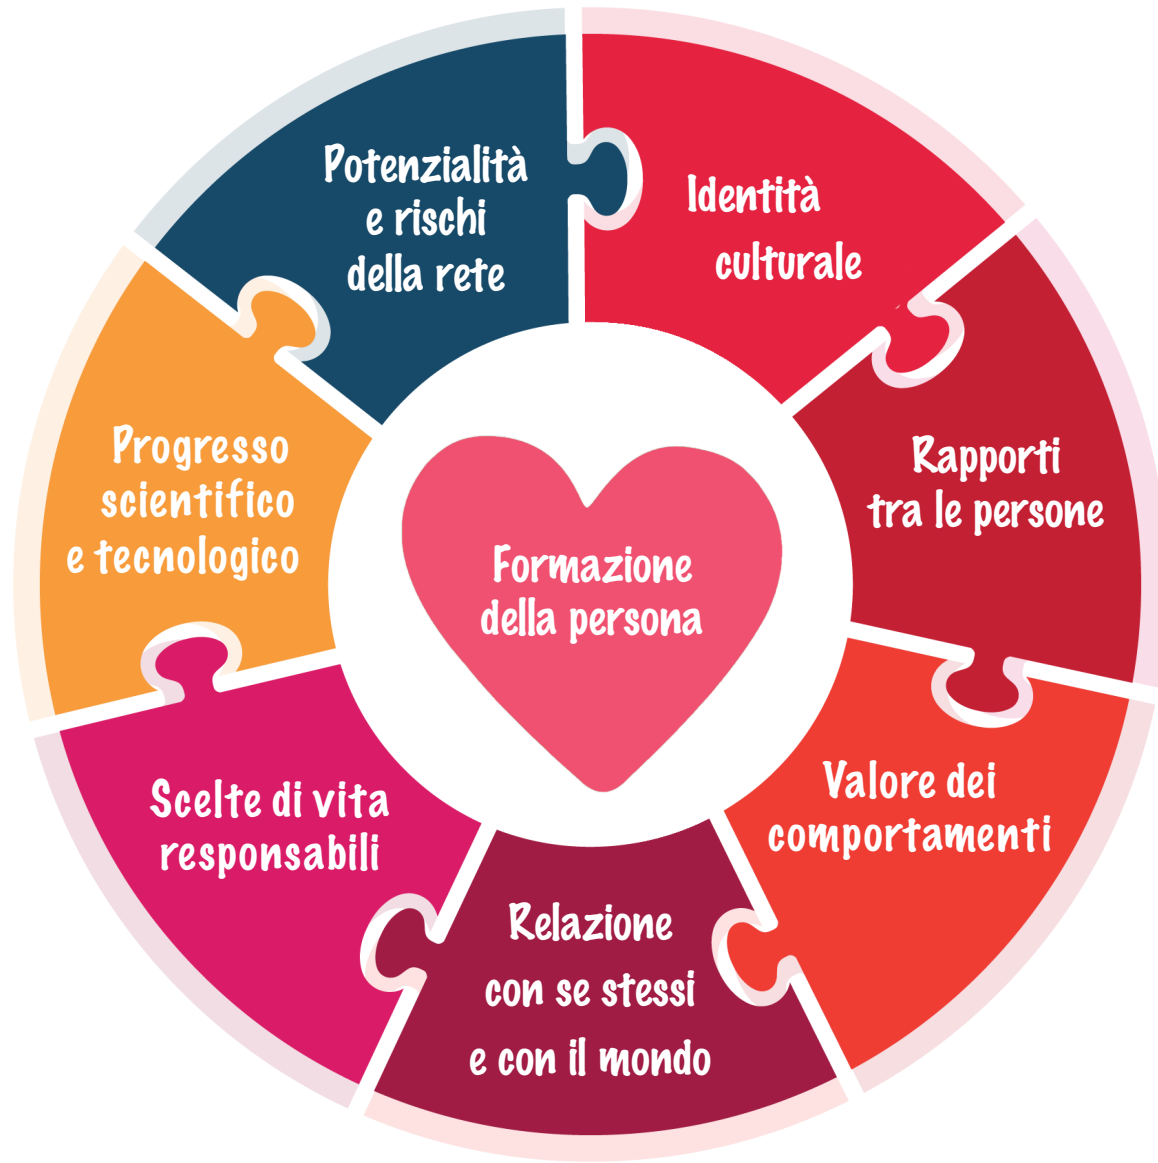 Potenzialità
e rischi
della rete
Identità
culturale
Rapporti
tra le persone
Valore dei
comportamenti
Relazione
con se stessi
e con il mondo
Scelte di vita
responsabili
Progresso
scientifico
e tecnologico
Formazione
della persona